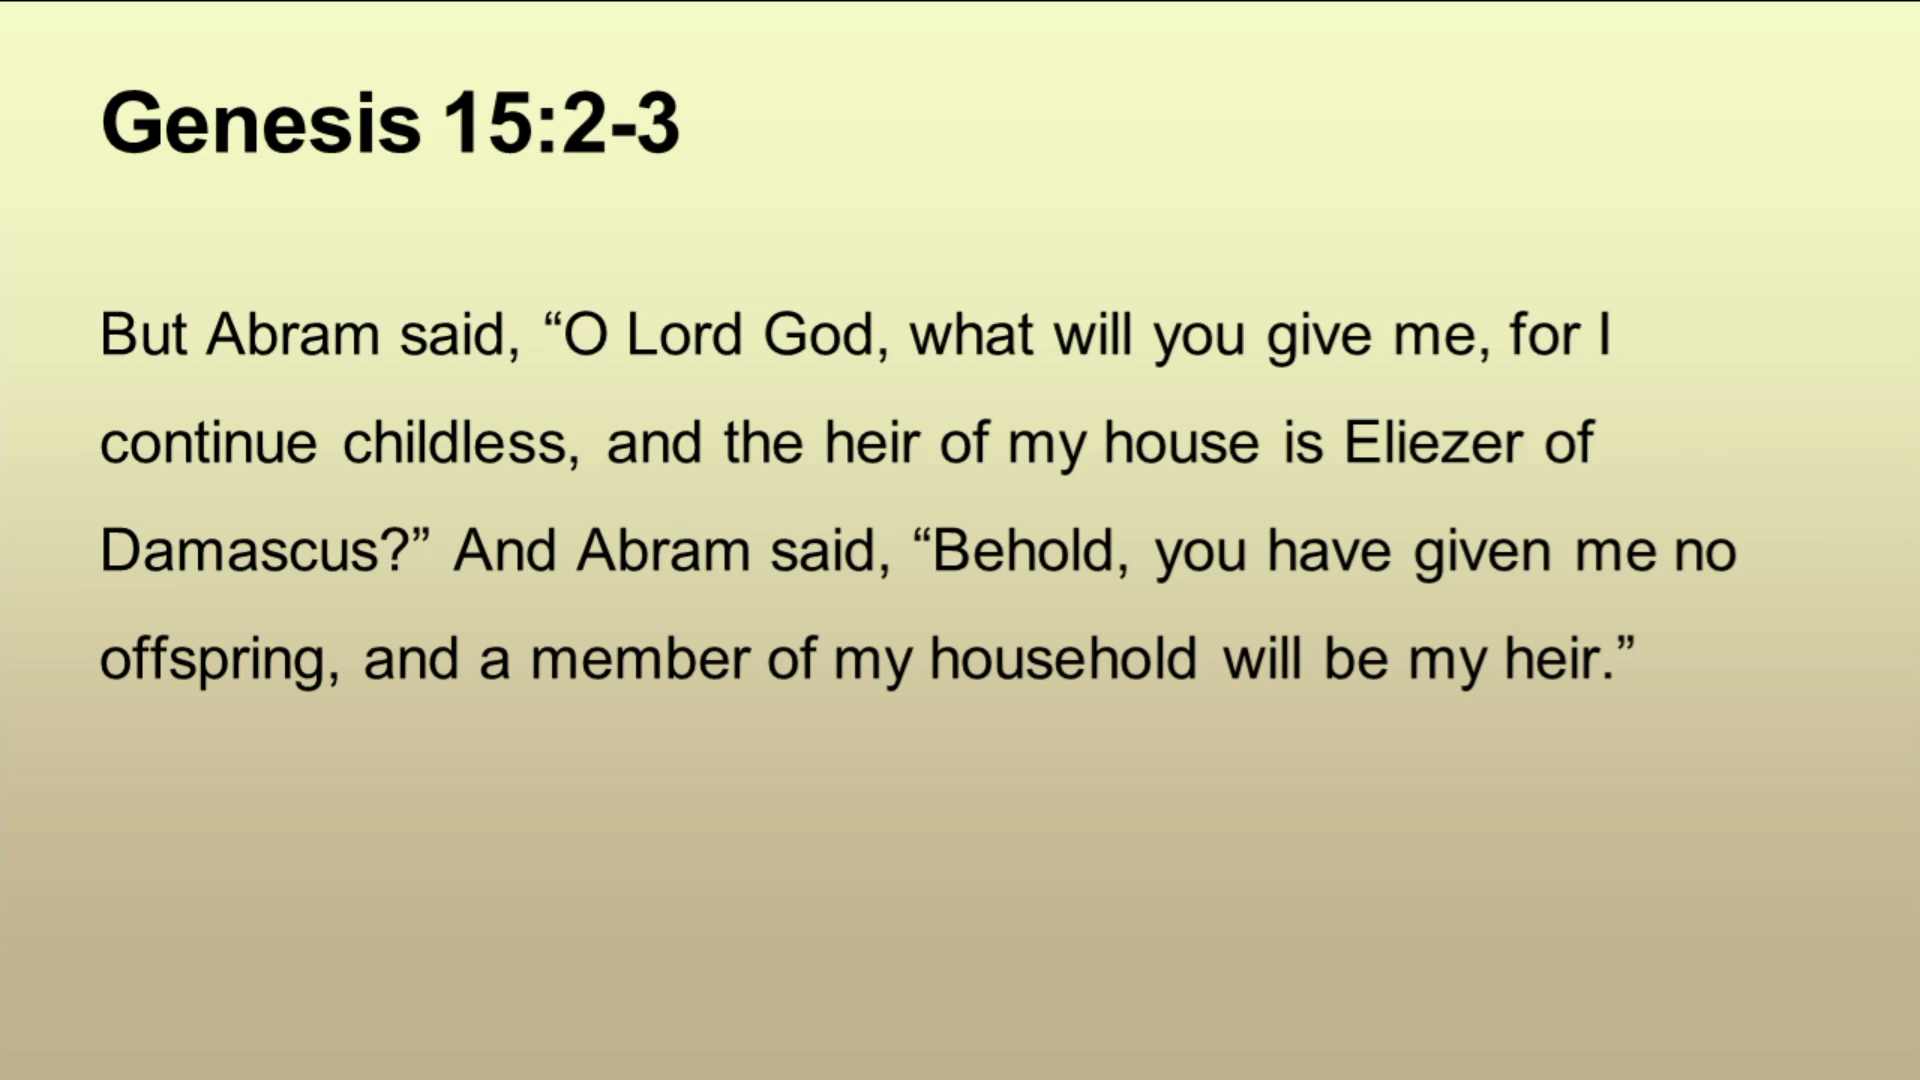 Genesis 15:2-3
But Abram said, “O Lord God, what will you give me, for I
continue childless, and the heir of my house is Eliezer of
Damascus?” And Abram said, “Behold, you have given me no
offspring, and a member of my household will be my heir.”